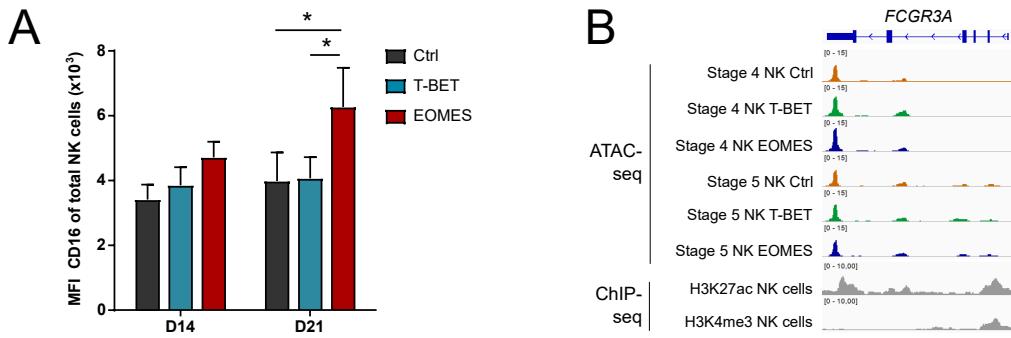 A
MFI CD16 of total NK cells (x10³)
8
6
4
2
0
*
*
D14
D21
Ctrl
T-BET
EOMES
B
FCGR3A
ATAC-
seq
[0 - 15]
Stage 4 NK Ctrl
[0 - 15]
Stage 4 NK T-BET
[0 - 15]
Stage 4 NK EOMES
[0 - 15]
Stage 5 NK Ctrl
[0 - 15]
Stage 5 NK T-BET
[0 - 15]
Stage 5 NK EOMES
ChIP-
seq
[0 - 10,00]
H3K27ac NK cells
[0 - 10,00]
H3K4me3 NK cells